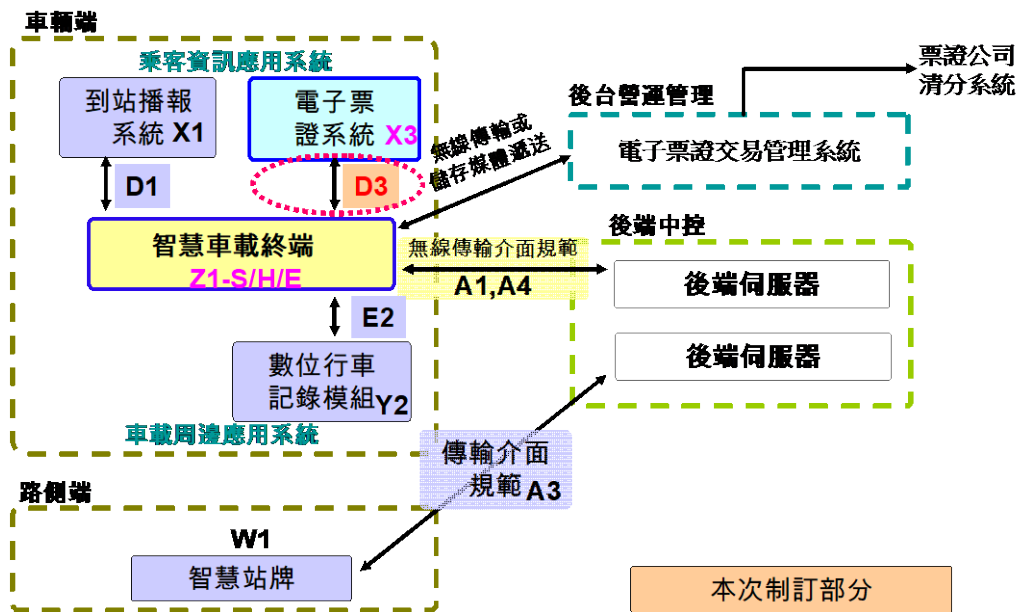 車輛端
乘客資訊應用系統
到站播報
系統 X1
電子票
證系統 X3
D1
D3
智慧車載終端
Z1-S/H/E
E2
數位行車
記錄模組 Y2
車載周邊應用系統
無線傳輸或
儲存媒體遞送
後台營運管理
電子票證交易管理系統
票證公司
清分系統
無線傳輸介面規範
A1,A4
後端中控
後端伺服器
後端伺服器
傳輸介面
規範 A3
路側端
W1
智慧站牌
本次制訂部分